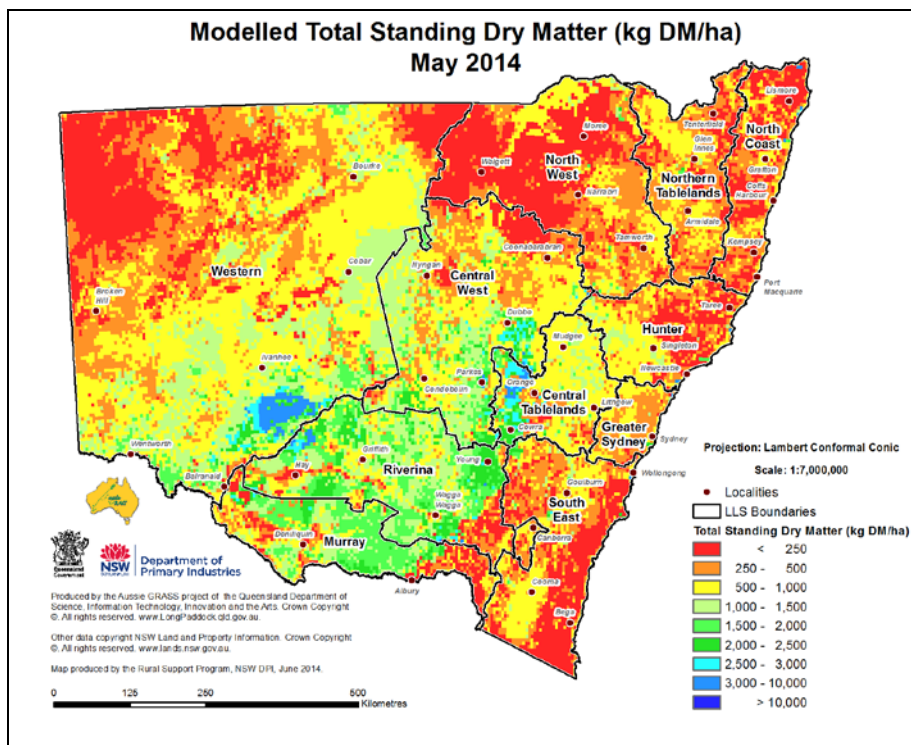 Modelled Total Standing Dry Matter (kg DM/ha)
May 2014
Lismore
Tenterfield
North
Coast
Moree
Glen
Innes
Walgett
North
West
Northern
Tablelands
Grafton
Bourke
Coffs
Harbour
Narrabri
Armidale
Tamworth
Kempsey
Coonabarabran
Western
Cobar
Nyngan
Central
West
Port
Macquarie
Broken
Hill
Taree
Dubbo
Hunter
Mudgee
Singleton
Ivanhoe
Newcastle
Parkes
Orange
Condobolin
Central
Tablelands
Lithgow
Greater
Sydney
Cowra
Sydney
Wentworth
Griffith
Young
Riverina
Hay
Balranald
Wollongong
Goulburn
South
East
Wagga
Wagga
Canberra
Deniliquin
Murray
Albury
Cooma
Bega
Projection: Lambert Conformal Conic
Scale: 1:7,000,000
Localities
LLS Boundaries
Total Standing Dry Matter (kg DM/ha)
< 250
250 - 500
500 - 1,000
1,000 - 1,500
1,500 - 2,000
2,000 - 2,500
2,500 - 3,000
3,000 - 10,000
> 10,000
Queensland
Government
NSW
Department of
Primary Industries
Produced by the Aussie GRASS project of the Queensland Department of
Science, Information Technology, Innovation and the Arts. Crown Copyright
©. All rights reserved. www.LongPaddock.qld.gov.au.
Other data copyright NSW Land and Property Information. Crown Copyright
©. All rights reserved. www.lands.nsw.gov.au.
Map produced by the Rural Support Program, NSW DPI, June 2014.
0 125 250 500
Kilometres